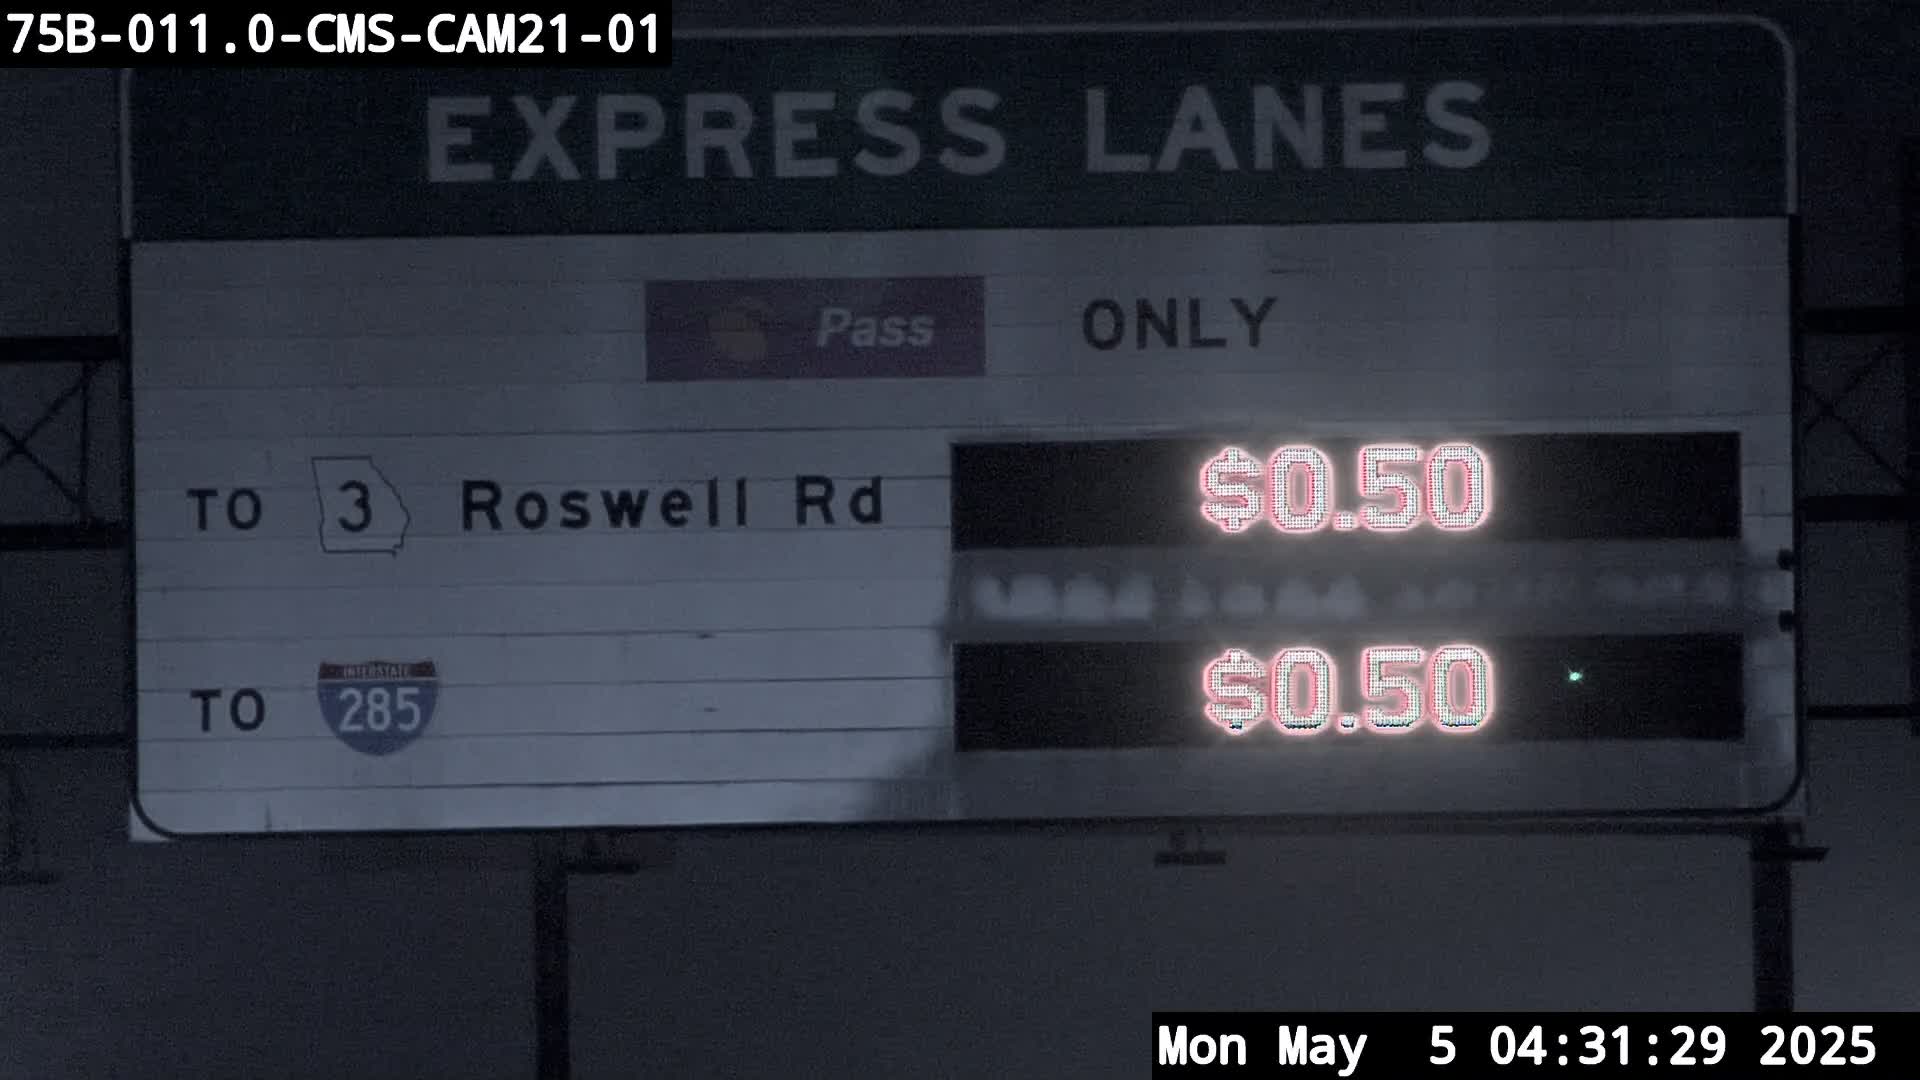 75B-011.0-CMS-CAM21-01
EXPRESS LANES
Pass ONLY
TO 3 Roswell Rd $0.50
INTERSTATE
TO 285 $0.50
Mon May 5 04:31:29 2025